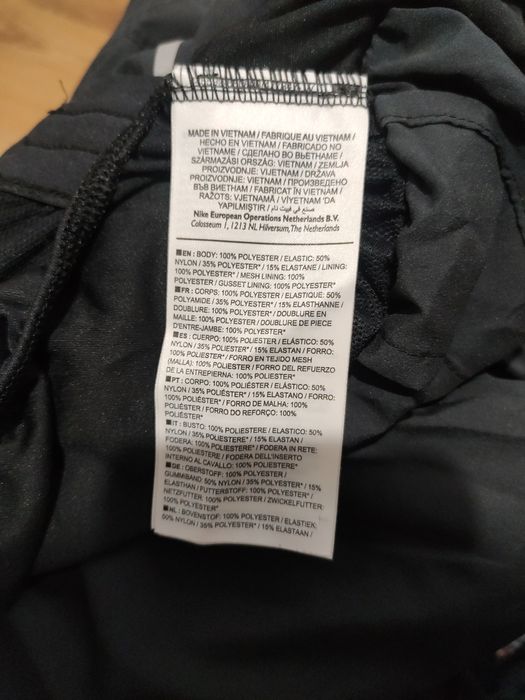 MADE IN VIETNAM / FABRIQUE AU VIETNAM /
HECHO EN VIETNAM / FABRICADO NO
VIETNAME / СДЕЛАНО ВО ВЬЕТНАМЕ /
SZÁRMAZÁSI ORSZÁG: VIETNAM / ZEMLJA
PROIZVODNJE: VIJETNAM / DRŽAVA
PROIZVODNJE: VIETNAM / ПРОИЗВЕДЕНО
ВЪВ ВИЕТНАМ / FABRICAT ÎN VIETNAM /
RAŽOTS: VJETNAMĀ / VİYETNAM 'DA
YAPILMIŞTIR / صنع في فييت نام
Nike European Operations Netherlands B.V.
Colosseum 1, 1213 NL Hilversum, The Netherlands
■EN : BODY: 100% POLYESTER / ELASTIC: 50%
NYLON / 35% POLYESTER* / 15% ELASTANE / LINING:
100% POLYESTER* / MESH LINING: 100%
POLYESTER / GUSSET LINING: 100% POLYESTER*
■FR : CORPS: 100% POLYESTER / ELASTIQUE: 50%
POLYAMIDE / 35% POLYESTER* / 15% ELASTHANNE /
DOUBLURE: 100% POLYESTER* / DOUBLURE EN
MAILLE: 100% POLYESTER / DOUBLURE DE PIECE
D'ENTRE-JAMBE: 100% POLYESTER*
■ES : CUERPO: 100% POLIÉSTER / ELÁSTICO: 50%
NYLON / 35% POLIÉSTER* / 15% ELASTANO / FORRO:
100% POLIÉSTER* / FORRO EN TEJIDO MESH
(MALLA): 100% POLIÉSTER / FORRO DEL REFUERZO
DE LA ENTREPIERNA: 100% POLIÉSTER*
■PT : CORPO: 100% POLIÉSTER / ELÁSTICO: 50%
NYLON / 35% POLIÉSTER* / 15% ELASTANO / FORRO:
100% POLIÉSTER* / FORRO DE MALHA: 100%
POLIÉSTER / FORRO DO REFORÇO: 100%
POLIÉSTER*
■IT : BUSTO: 100% POLIESTERE / ELASTICO: 50%
NYLON / 35% POLIESTERE* / 15% ELASTAN /
FODERA: 100% POLIESTERE* / FODERA IN RETE:
100% POLIESTERE / FODERA DELL'INSERTO
INTERNO AL CAVALLO: 100% POLIESTERE*
■DE : OBERSTOFF: 100% POLYESTER /
GUMMIBAND: 50% NYLON / 35% POLYESTER* / 15%
ELASTHAN / FUTTERSTOFF: 100% POLYESTER* /
NETZFUTTER: 100% POLYESTER / ZWICKELFUTTER:
100% POLYESTER*
■NL : BOVENSTOF: 100% POLYESTER / ELASTIEK:
50% NYLON / 35% POLYESTER* / 15% ELASTAAN /